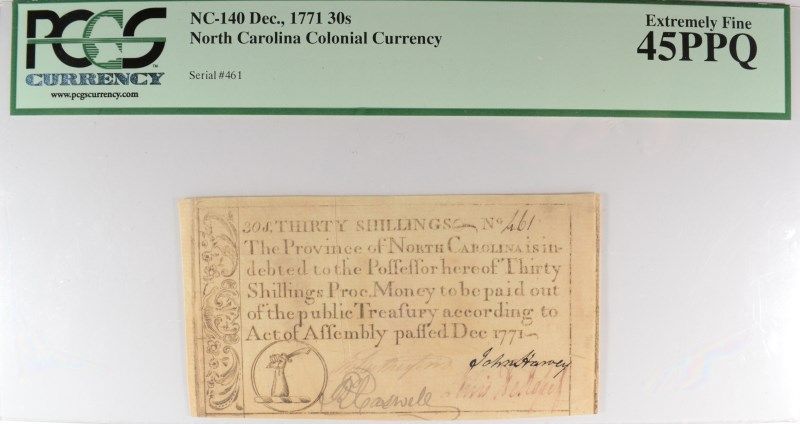 PCGS
CURRENCY
www.pcgscurrency.com
NC-140 Dec., 1771 30s
North Carolina Colonial Currency
Serial #461
Extremely Fine
45PPQ
30s. THIRTY SHILLINGS No 461
The Province of NORTH CAROLINA is in-
debted to the Poſſeſſor hereof Thirty
Shillings Proc. Money to be paid out
of the public Treaſury according to
Act of Aſſembly paſſed Dec 1771
John Harvey
R Caswell
Lewis